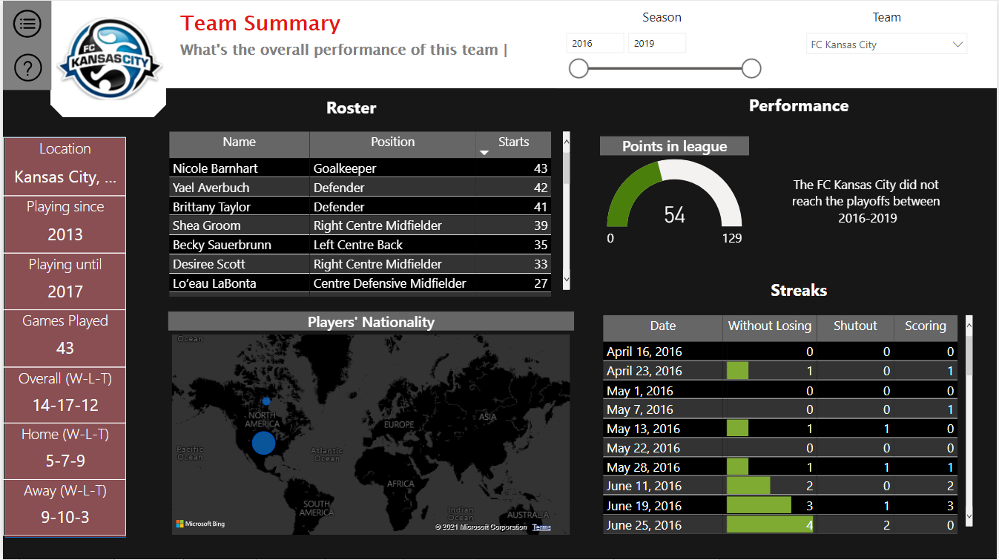 FC
KANSAS CITY
Team Summary
What's the overall performance of this team |
Season
2016 2019
Team
FC Kansas City
?
Location
Kansas City, ...
Playing since
2013
Playing until
2017
Games Played
43
Overall (W-L-T)
14-17-12
Home (W-L-T)
5-7-9
Away (W-L-T)
9-10-3
Roster
Name Position Starts
Nicole Barnhart Goalkeeper 43
Yael Averbuch Defender 42
Brittany Taylor Defender 41
Shea Groom Right Centre Midfielder 39
Becky Sauerbrunn Left Centre Back 35
Desiree Scott Right Centre Midfielder 33
Lo'eau LaBonta Centre Defensive Midfielder 27
Players' Nationality
Ocean
NORTH
AMERICA
EUROPE
ASIA
Pacific
Ocean
Atlantic
Ocean
AFRICA
SOUTH
AMERICA
Indian
Ocean
AUSTRALIA
Microsoft Bing
© 2021 Microsoft Corporation Terms
Performance
Points in league
54
0 129
The FC Kansas City did not
reach the playoffs between
2016-2019
Streaks
Date Without Losing Shutout Scoring
April 16, 2016 0 0 0
April 23, 2016 1 0 1
May 1, 2016 0 0 0
May 7, 2016 0 0 1
May 13, 2016 1 1 0
May 22, 2016 0 0 0
May 28, 2016 1 1 1
June 11, 2016 2 0 2
June 19, 2016 3 1 3
June 25, 2016 4 2 0